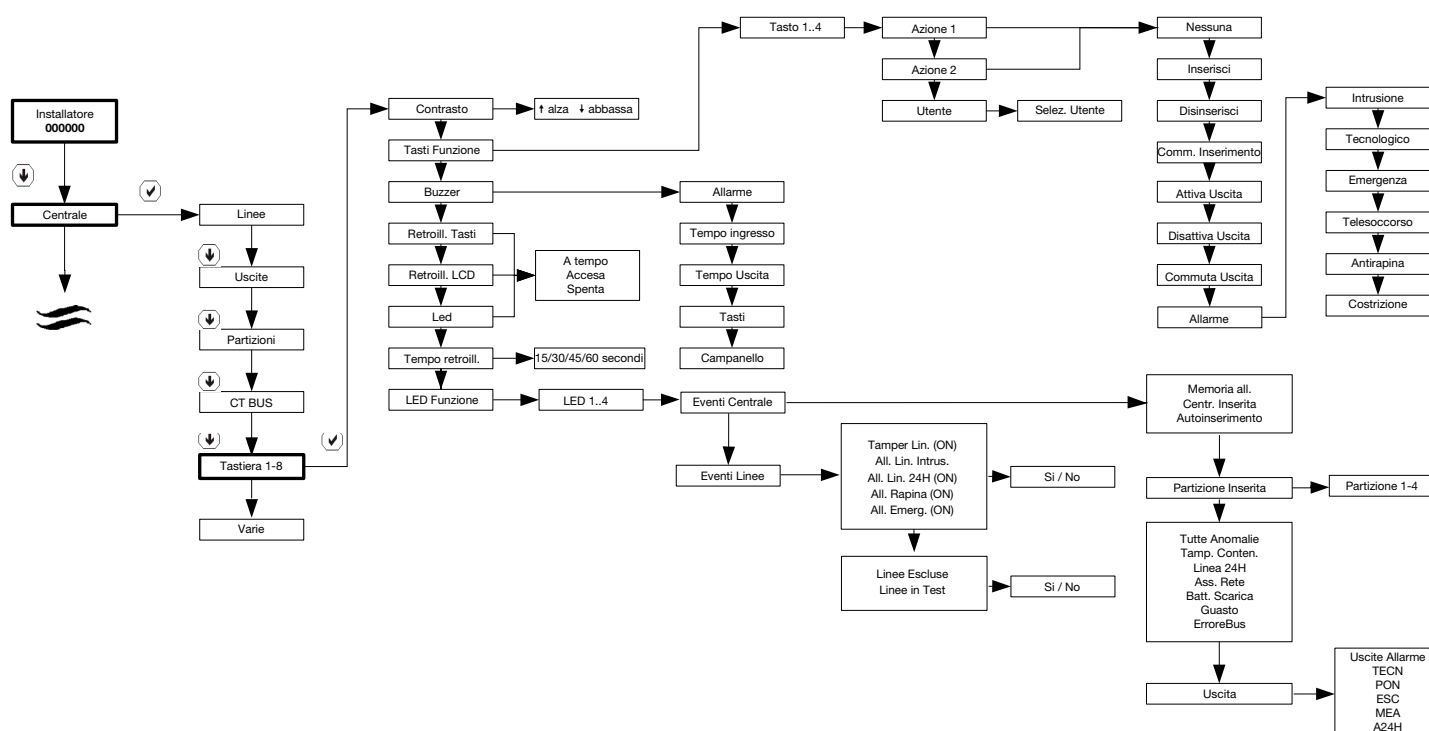 Installatore
000000
Centrale
Linee
Uscite
Partizioni
CT BUS
Tastiera 1-8
Varie
Contrasto
↑ alza ↓ abbassa
Tasti Funzione
Buzzer
Retroill. Tasti
Retroill. LCD
Led
A tempo
Accesa
Spenta
Tempo retroill.
15/30/45/60 secondi
LED Funzione
LED 1..4
Allarme
Tempo ingresso
Tempo Uscita
Tasti
Campanello
Tasto 1..4
Azione 1
Azione 2
Utente
Selez. Utente
Nessuna
Inserisci
Disinserisci
Comm. Inserimento
Attiva Uscita
Disattiva Uscita
Commuta Uscita
Allarme
Intrusione
Tecnologico
Emergenza
Telesoccorso
Antirapina
Costrizione
Eventi Centrale
Eventi Linee
Tamper Lin. (ON)
All. Lin. Intrus.
All. Lin. 24H (ON)
All. Rapina (ON)
All. Emerg. (ON)
Si / No
Linee Escluse
Linee in Test
Si / No
Memoria all.
Centr. Inserita
Autoinserimento
Partizione Inserita
Partizione 1-4
Tutte Anomalie
Tamp. Conten.
Linea 24H
Ass. Rete
Batt. Scarica
Guasto
ErroreBus
Uscita
Uscite Allarme
TECN
PON
ESC
MEA
A24H